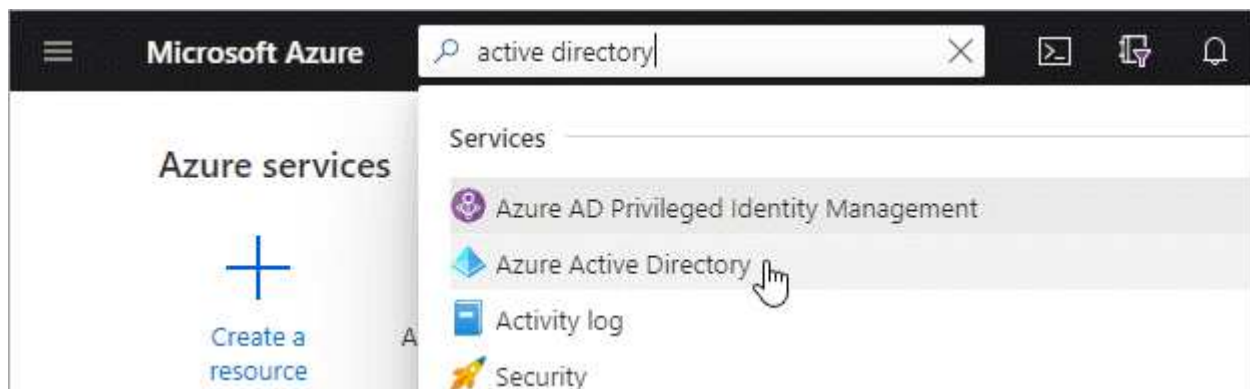 Microsoft Azure
active directory
Azure services
Services
Azure AD Privileged Identity Management
Azure Active Directory
Activity log
Security
Create a
resource
A